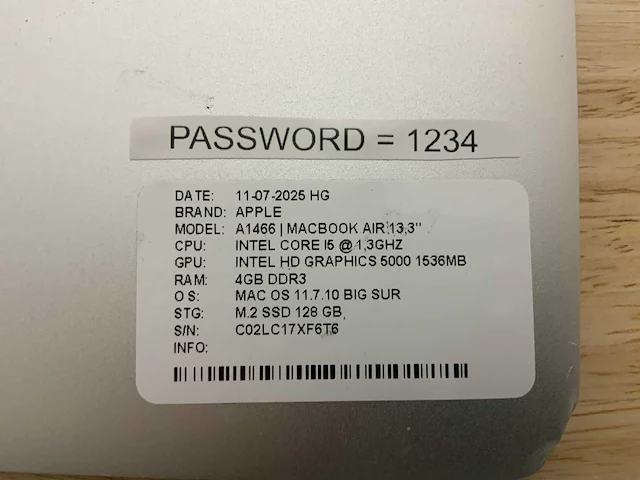 PASSWORD = 1234
DATE: 11-07-2025 HG
BRAND: APPLE
MODEL: A1466 | MACBOOK AIR 13,3"
CPU: INTEL CORE I5 @ 1,3GHZ
GPU: INTEL HD GRAPHICS 5000 1536MB
RAM: 4GB DDR3
OS: MAC OS 11.7.10 BIG SUR
STG: M.2 SSD 128 GB,
S/N: C02LC17XF6T6
INFO: